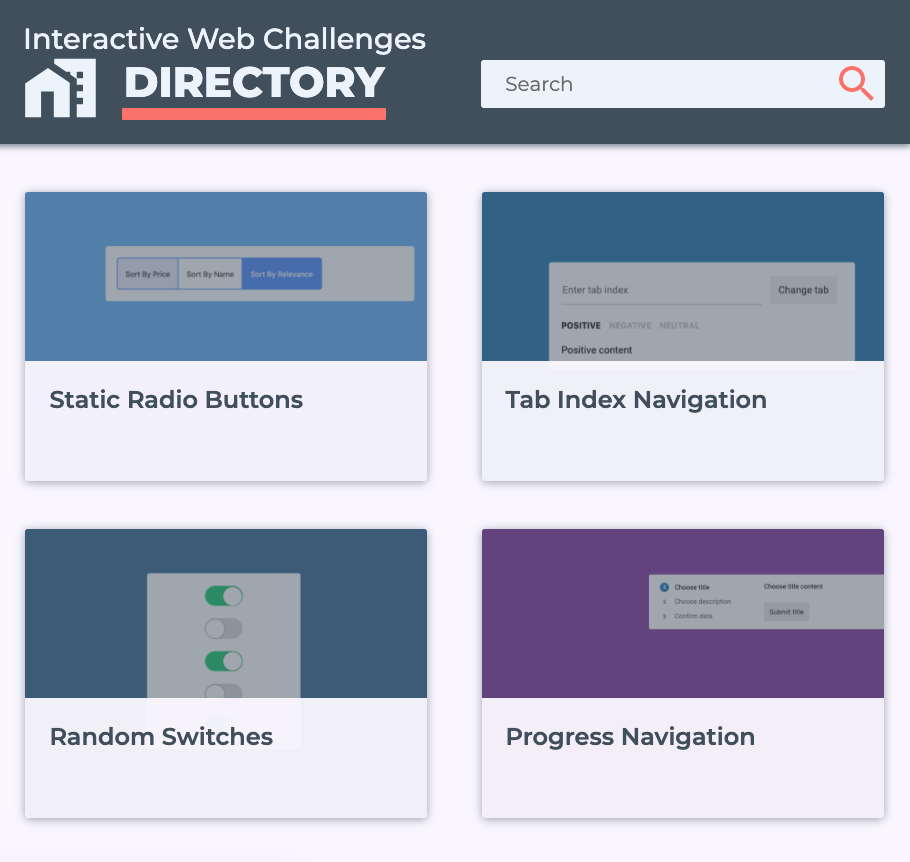 Interactive Web Challenges
DIRECTORY
Search
Sort By Price Sort By Name Sort By Relevance
Static Radio Buttons
Enter tab index Change tab
POSITIVE NEGATIVE NEUTRAL
Positive content
Tab Index Navigation
Random Switches
1 Choose title Choose title content
2 Choose description
3 Confirm data Submit title
Progress Navigation